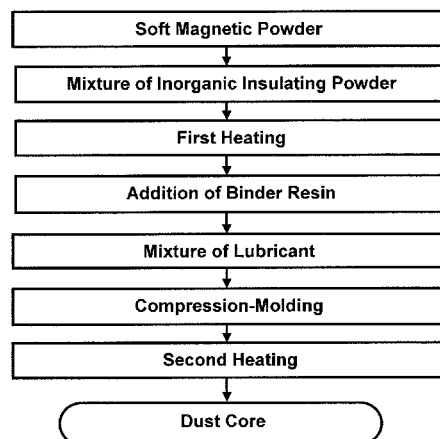 Soft Magnetic Powder
Mixture of Inorganic Insulating Powder
First Heating
Addition of Binder Resin
Mixture of Lubricant
Compression-Molding
Second Heating
Dust Core